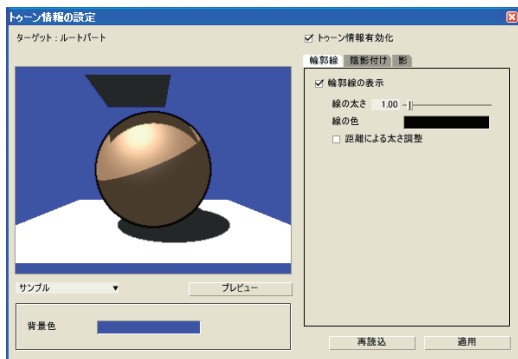 トゥーン情報の設定
ターゲット：ルートパート
サンプル
プレビュー
背景色
トゥーン情報有効化
輪郭線 陰影付け 影
輪郭線の表示
線の太さ 1.00
線の色
距離による太さ調整
再読込 適用